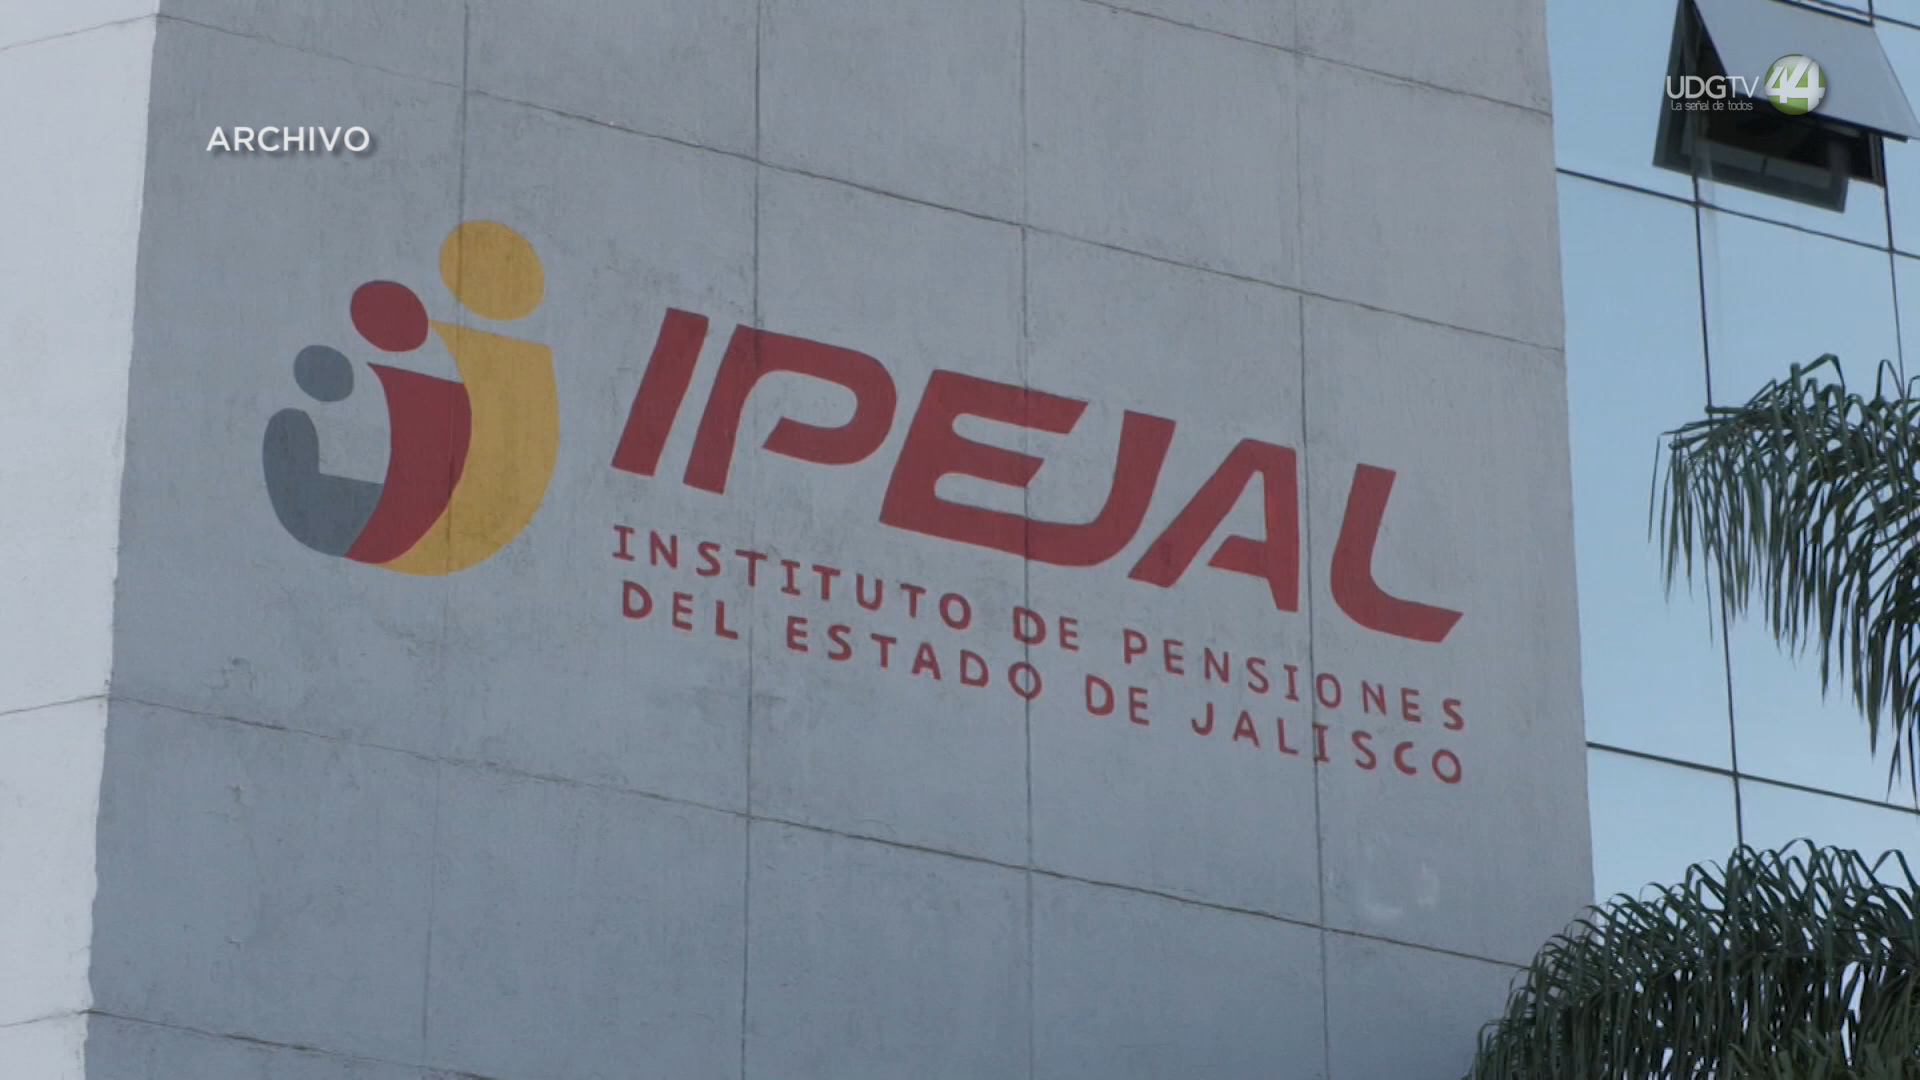 UDGTV 44
La señal de todos
ARCHIVO
IPEJAL
INSTITUTO DE PENSIONES
DEL ESTADO DE JALISCO